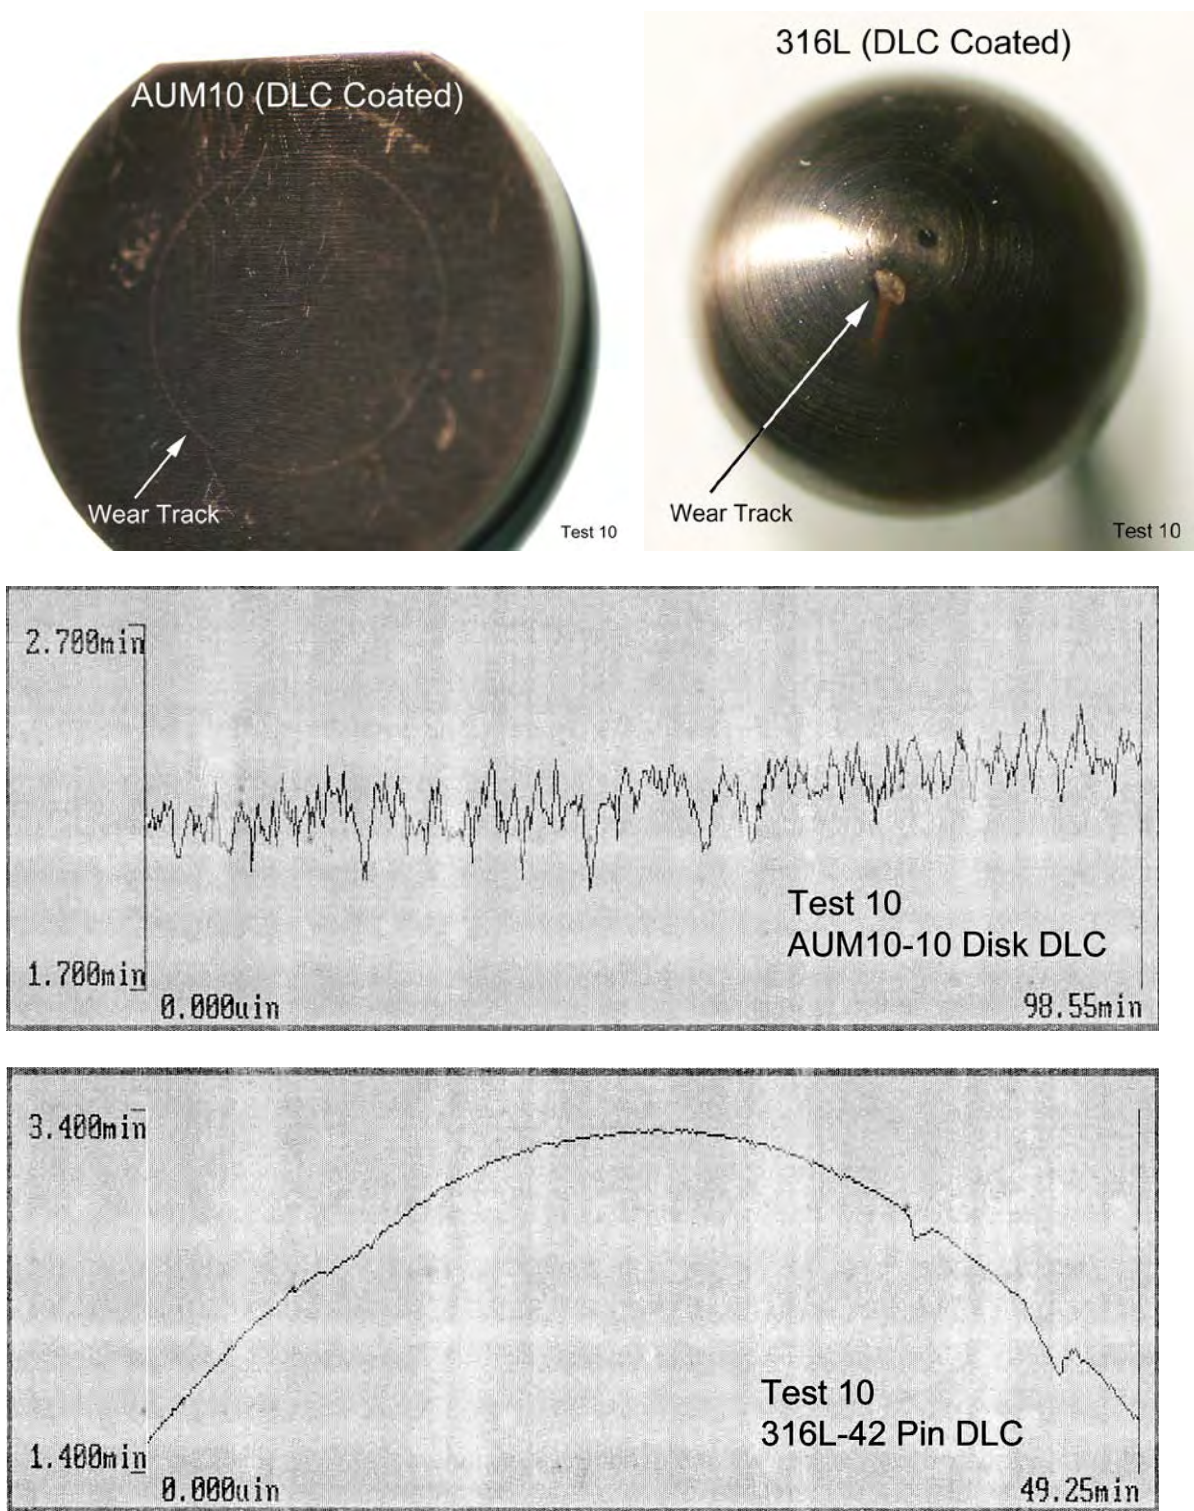 AUM10 (DLC Coated)
Wear Track
Test 10
316L (DLC Coated)
Wear Track
Test 10
2.700min
1.700min
0.000uin
98.55min
Test 10
AUM10-10 Disk DLC
3.400min
1.400min
0.000uin
49.25min
Test 10
316L-42 Pin DLC